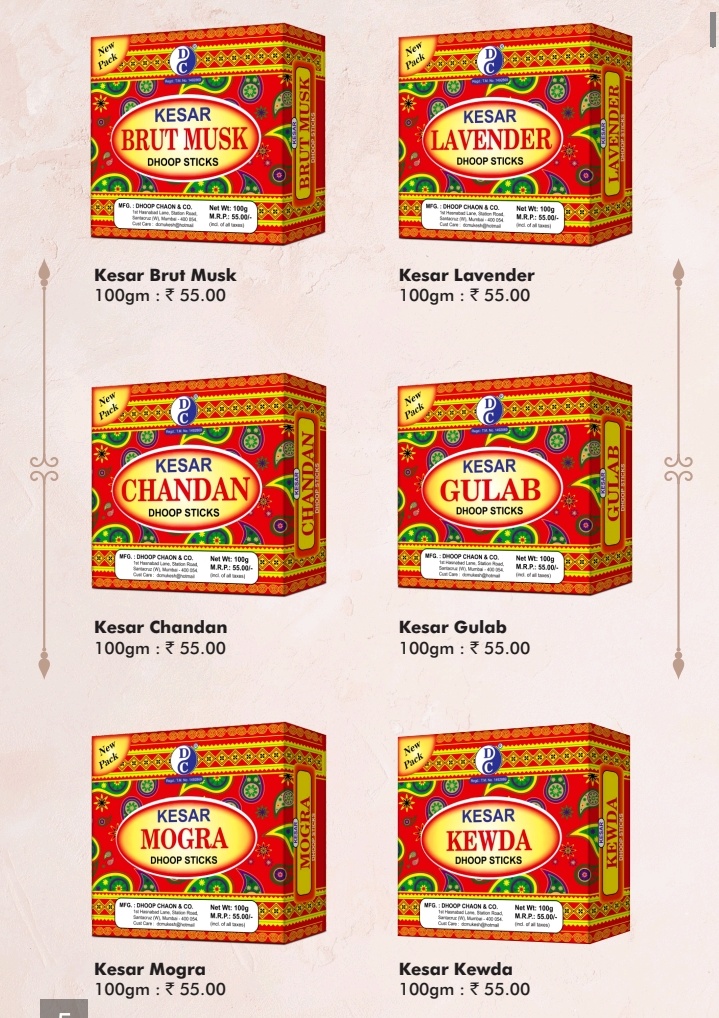 New
Pack
D
C
KESAR
BRUT MUSK
DHOOP STICKS
KESAR
BRUT MUSK
DHOOP STICKS
MFG. : DHOOP CHAON & CO.
1st Hasnabad Lane, Station Road,
Santacruz (W), Mumbai - 400 054.
Cust Care : dcmukesh@hotmail
Net Wt: 100g
M.R.P.: 55.00/-
(incl. of all taxes)
Kesar Brut Musk
100gm : ₹ 55.00
New
Pack
D
C
KESAR
LAVENDER
DHOOP STICKS
KESAR
LAVENDER
DHOOP STICKS
MFG. : DHOOP CHAON & CO.
1st Hasnabad Lane, Station Road,
Santacruz (W), Mumbai - 400 054.
Cust Care : dcmukesh@hotmail
Net Wt: 100g
M.R.P.: 55.00/-
(incl. of all taxes)
Kesar Lavender
100gm : ₹ 55.00
New
Pack
D
C
KESAR
CHANDAN
DHOOP STICKS
KESAR
CHANDAN
DHOOP STICKS
MFG. : DHOOP CHAON & CO.
1st Hasnabad Lane, Station Road,
Santacruz (W), Mumbai - 400 054.
Cust Care : dcmukesh@hotmail
Net Wt: 100g
M.R.P.: 55.00/-
(incl. of all taxes)
Kesar Chandan
100gm : ₹ 55.00
New
Pack
D
C
KESAR
GULAB
DHOOP STICKS
KESAR
GULAB
DHOOP STICKS
MFG. : DHOOP CHAON & CO.
1st Hasnabad Lane, Station Road,
Santacruz (W), Mumbai - 400 054.
Cust Care : dcmukesh@hotmail
Net Wt: 100g
M.R.P.: 55.00/-
(incl. of all taxes)
Kesar Gulab
100gm : ₹ 55.00
New
Pack
D
C
KESAR
MOGRA
DHOOP STICKS
KESAR
MOGRA
DHOOP STICKS
MFG. : DHOOP CHAON & CO.
1st Hasnabad Lane, Station Road,
Santacruz (W), Mumbai - 400 054.
Cust Care : dcmukesh@hotmail
Net Wt: 100g
M.R.P.: 55.00/-
(incl. of all taxes)
Kesar Mogra
100gm : ₹ 55.00
New
Pack
D
C
KESAR
KEWDA
DHOOP STICKS
KESAR
KEWDA
DHOOP STICKS
MFG. : DHOOP CHAON & CO.
1st Hasnabad Lane, Station Road,
Santacruz (W), Mumbai - 400 054.
Cust Care : dcmukesh@hotmail
Net Wt: 100g
M.R.P.: 55.00/-
(incl. of all taxes)
Kesar Kewda
100gm : ₹ 55.00